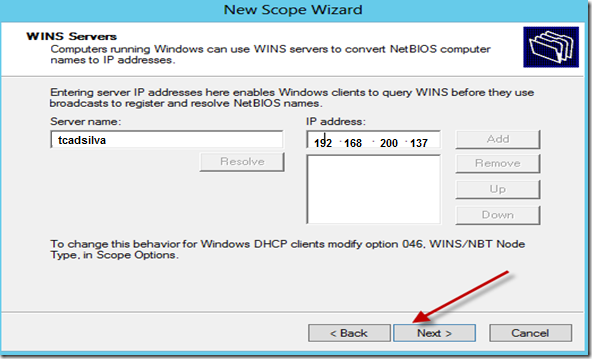 New Scope Wizard
WINS Servers
Computers running Windows can use WINS servers to convert NetBIOS computer
names to IP addresses.
Entering server IP addresses here enables Windows clients to query WINS before they use
broadcasts to register and resolve NetBIOS names.
Server name:
IP address:
tcadsilva
192 . 168 . 200 . 137
Add
Resolve
Remove
Up
Down
To change this behavior for Windows DHCP clients modify option 046, WINS/NBT Node
Type, in Scope Options.
< Back
Next >
Cancel